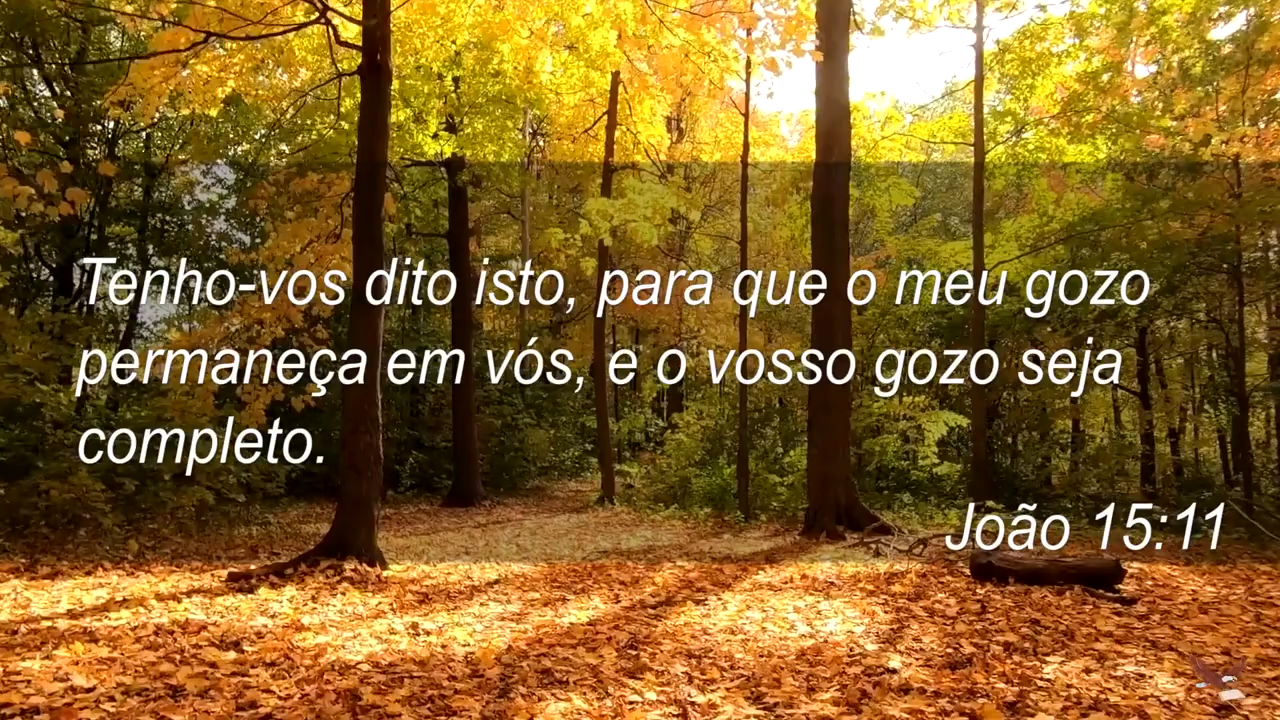 Tenho-vos dito isto, para que o meu gozo
permaneça em vós, e o vosso gozo seja
completo.
João 15:11